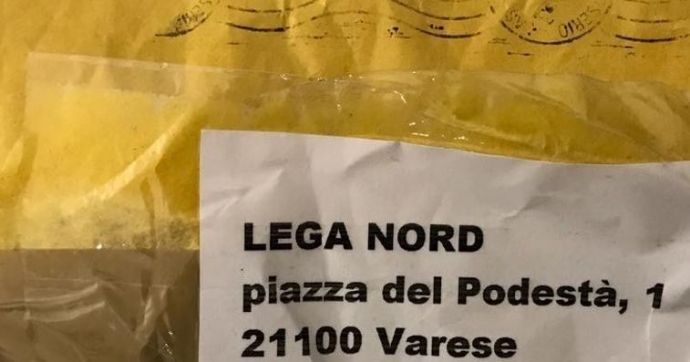 LEGA NORD
piazza del Podestà, 1
21100 Varese